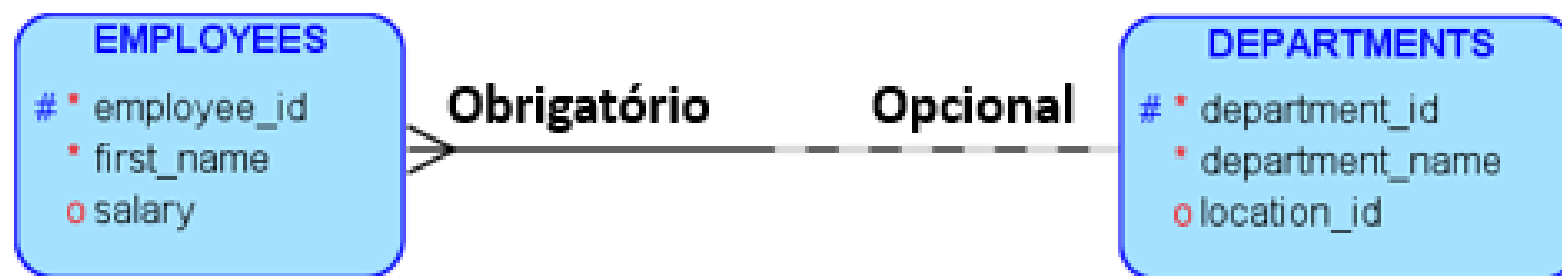 EMPLOYEES
# * employee_id
* first_name
o salary
Obrigatório
Opcional
DEPARTMENTS
# * department_id
* department_name
o location_id